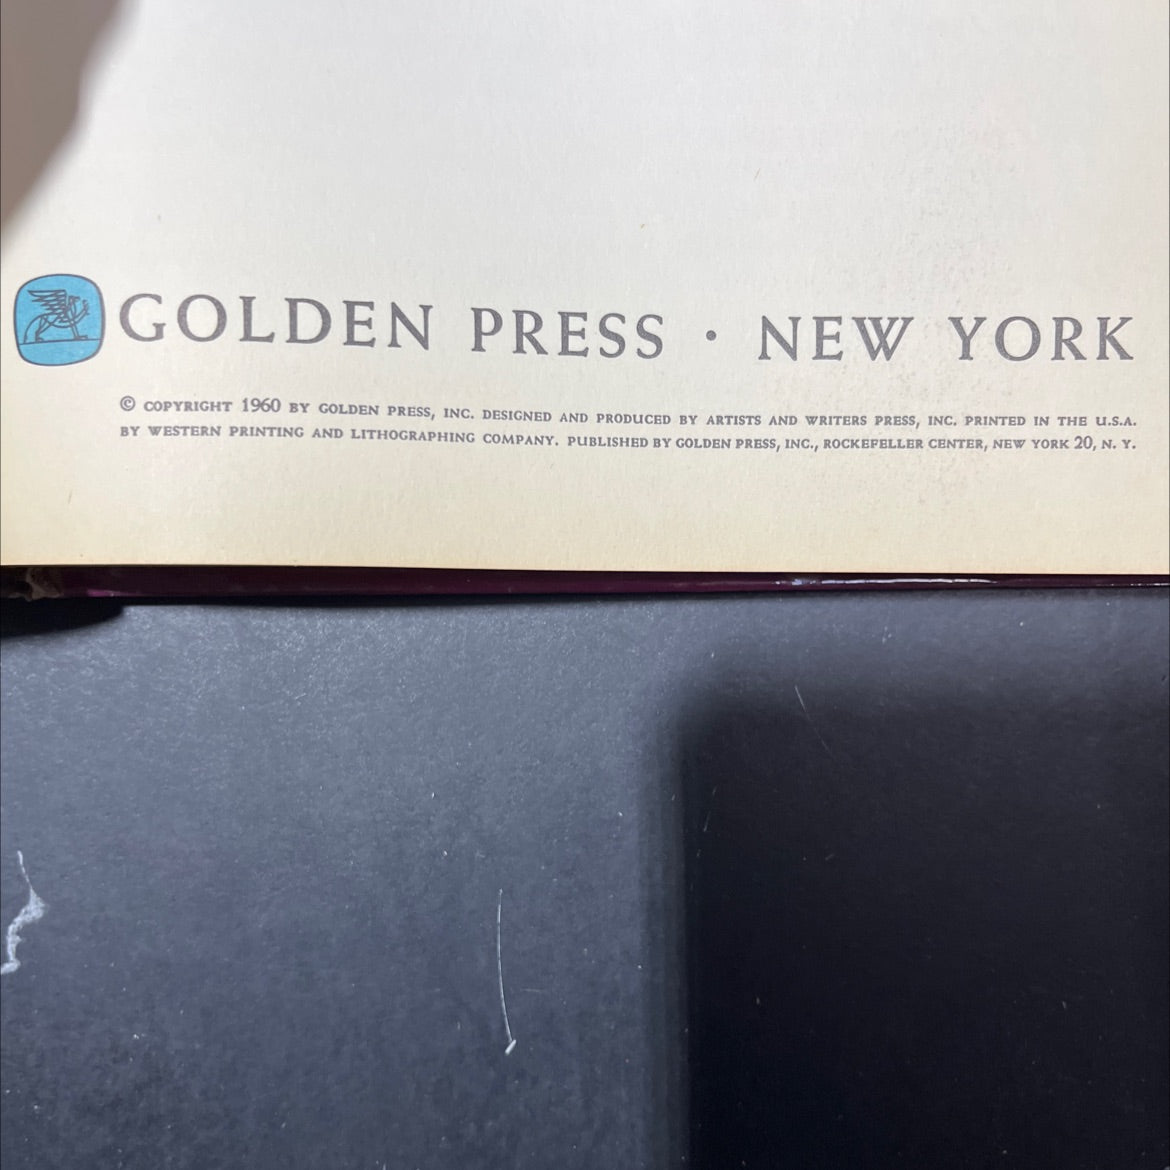 GOLDEN PRESS · NEW YORK
© COPYRIGHT 1960 BY GOLDEN PRESS, INC. DESIGNED AND PRODUCED BY ARTISTS AND WRITERS PRESS, INC. PRINTED IN THE U.S.A.
BY WESTERN PRINTING AND LITHOGRAPHING COMPANY. PUBLISHED BY GOLDEN PRESS, INC., ROCKEFELLER CENTER, NEW YORK 20, N. Y.